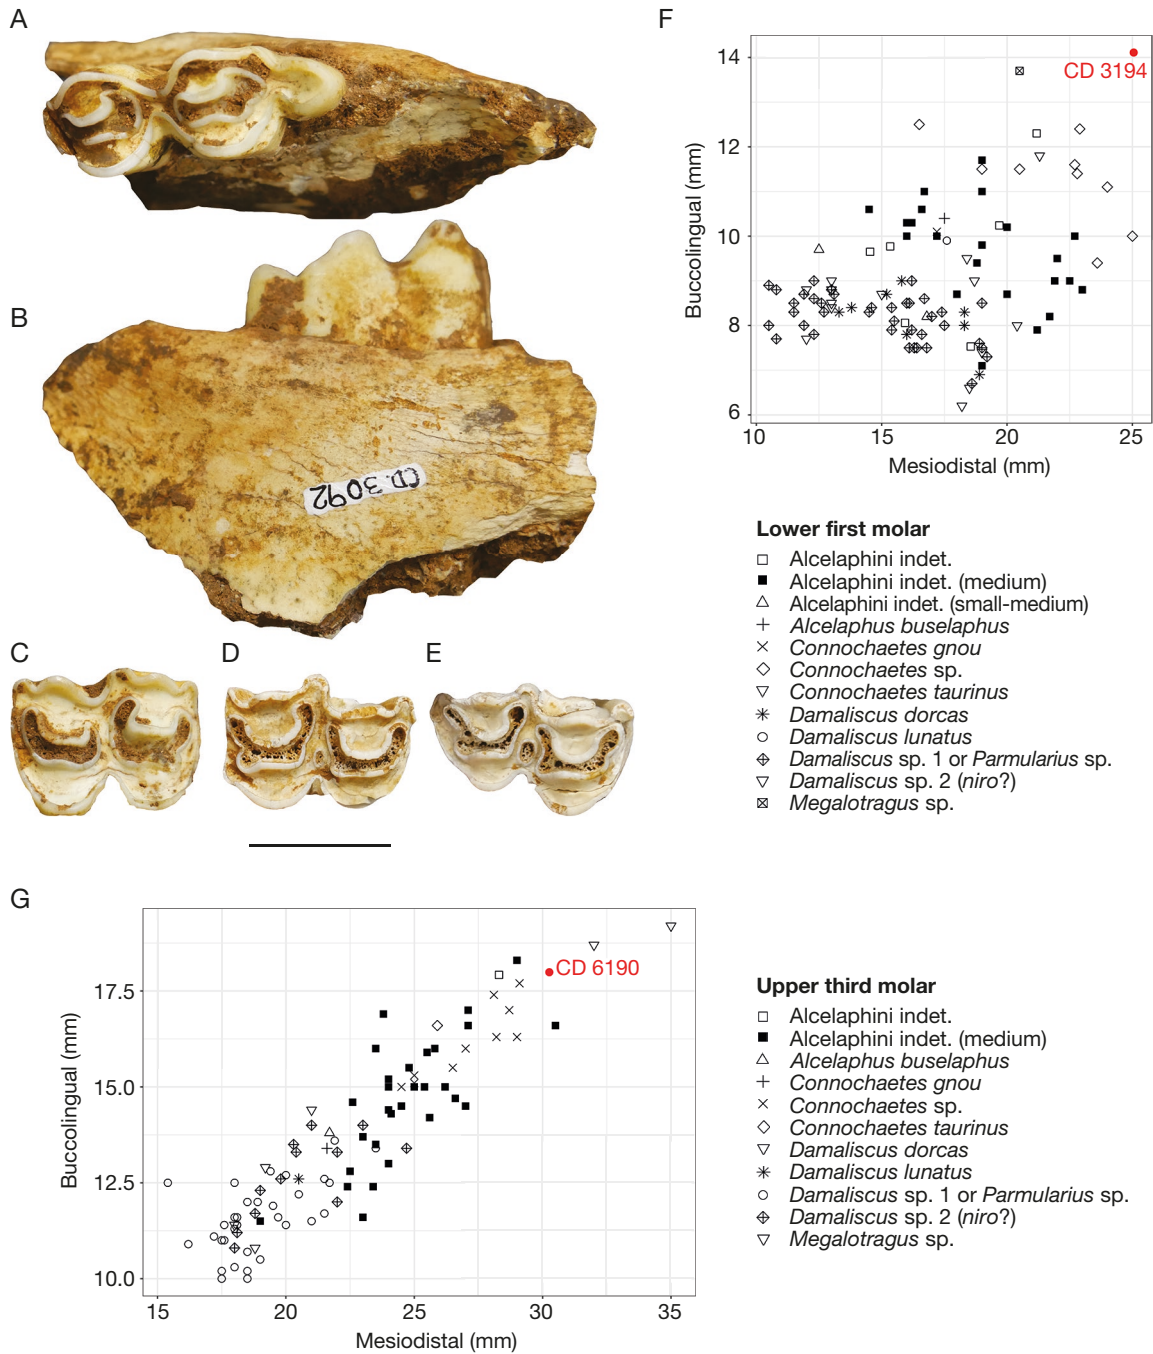 A
B
CD. 3092
C
D
E
F
14
12
10
8
6
Buccolingual (mm)
CD 3194
10
15
20
25
Mesiodistal (mm)
Lower first molar
Alcelaphini indet.
Alcelaphini indet. (medium)
Alcelaphini indet. (small-medium)
Alcelaphus buselaphus
Connochaetes gnou
Connochaetes sp.
Connochaetes taurinus
Damaliscus dorcas
Damaliscus lunatus
Damaliscus sp. 1 or Parmularius sp.
Damaliscus sp. 2 (niro?)
Megalotragus sp.
G
17.5
15.0
12.5
10.0
Buccolingual (mm)
CD 6190
15
20
25
30
35
Mesiodistal (mm)
Upper third molar
Alcelaphini indet.
Alcelaphini indet. (medium)
Alcelaphus buselaphus
Connochaetes gnou
Connochaetes sp.
Connochaetes taurinus
Damaliscus dorcas
Damaliscus lunatus
Damaliscus sp. 1 or Parmularius sp.
Damaliscus sp. 2 (niro?)
Megalotragus sp.